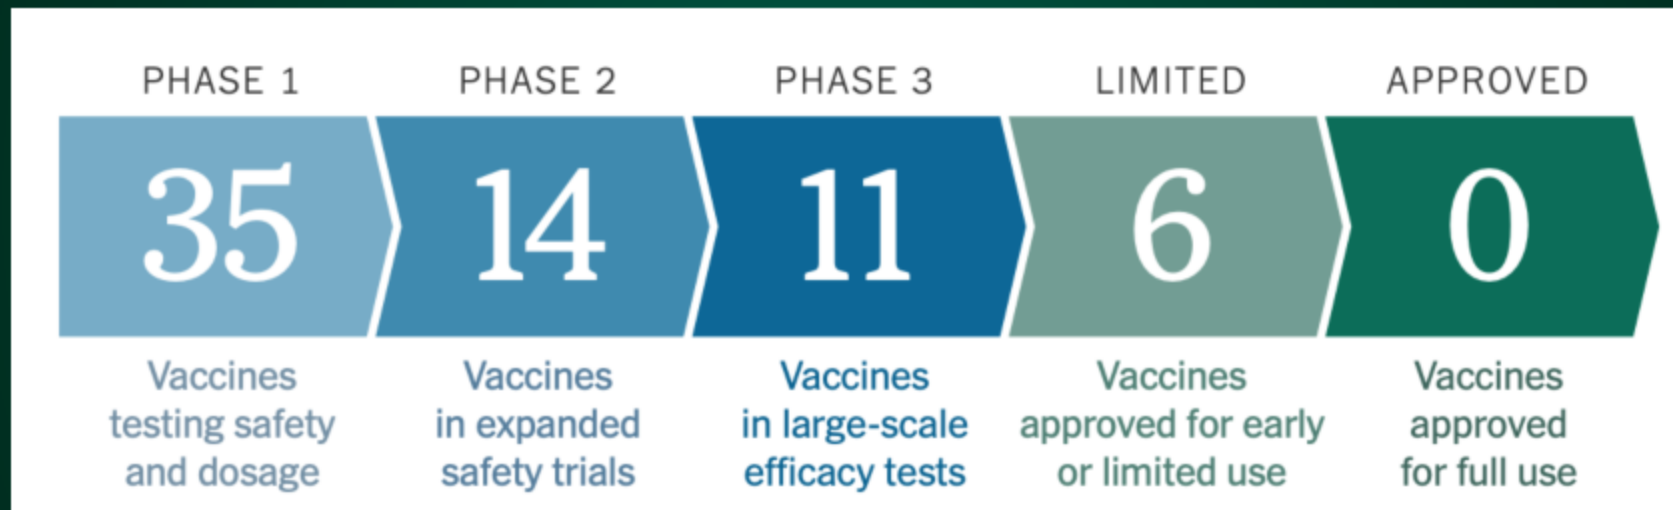 PHASE 1
PHASE 2
PHASE 3
LIMITED
APPROVED
35
14
11
6
0
Vaccines
testing safety
and dosage
Vaccines
in expanded
safety trials
Vaccines
in large-scale
efficacy tests
Vaccines
approved for early
or limited use
Vaccines
approved
for full use